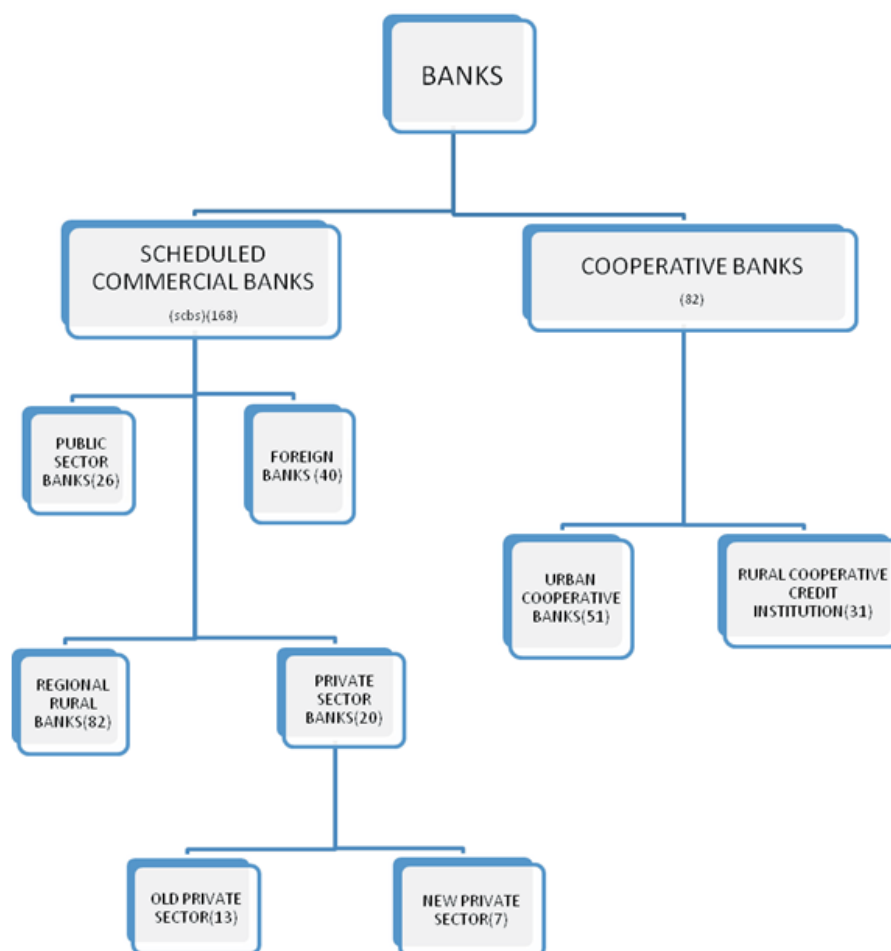 BANKS
SCHEDULED
COMMERCIAL BANKS
(scbs)(168)
COOPERATIVE BANKS
(82)
PUBLIC
SECTOR
BANKS(26)
FOREIGN
BANKS (40)
URBAN
COOPERATIVE
BANKS(51)
RURAL COOPERATIVE
CREDIT
INSTITUTION(31)
REGIONAL
RURAL
BANKS(82)
PRIVATE
SECTOR
BANKS(20)
OLD PRIVATE
SECTOR(13)
NEW PRIVATE
SECTOR(7)